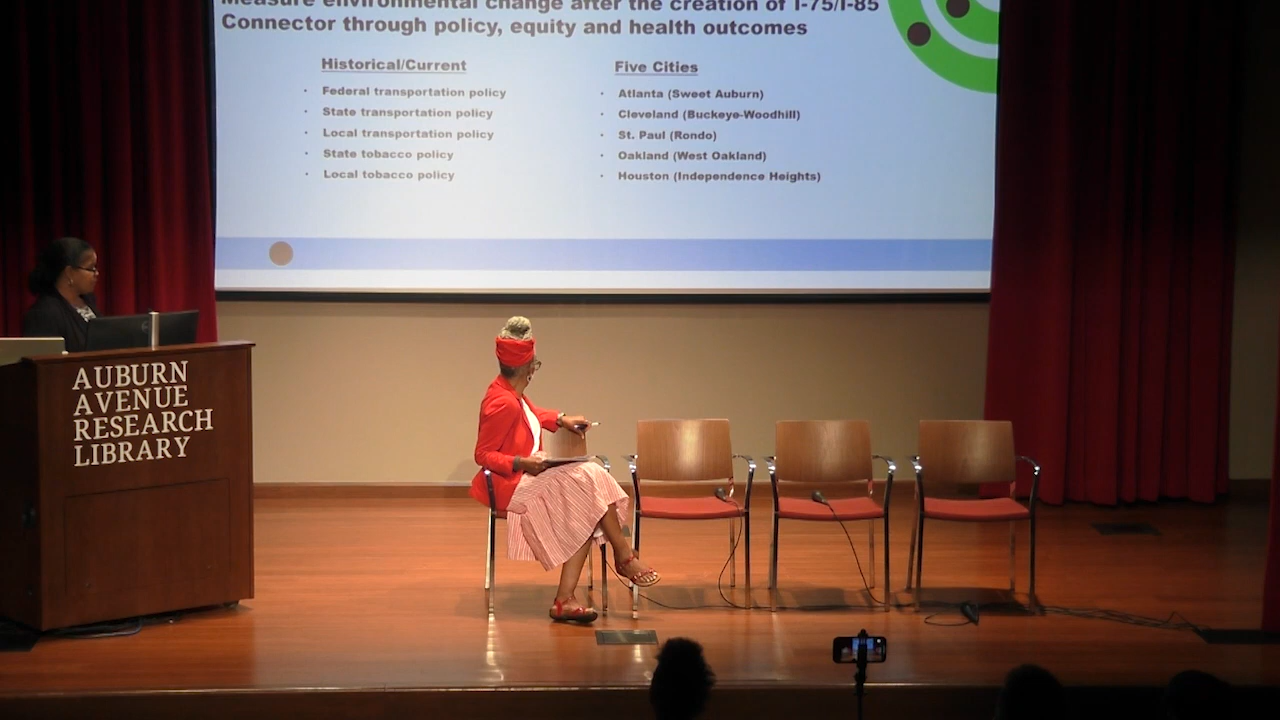 Measure environmental change after the creation of I-75/I-85
Connector through policy, equity and health outcomes
Historical/Current
· Federal transportation policy
· State transportation policy
· Local transportation policy
· State tobacco policy
· Local tobacco policy
Five Cities
· Atlanta (Sweet Auburn)
· Cleveland (Buckeye-Woodhill)
· St. Paul (Rondo)
· Oakland (West Oakland)
· Houston (Independence Heights)
AUBURN
AVENUE
RESEARCH
LIBRARY